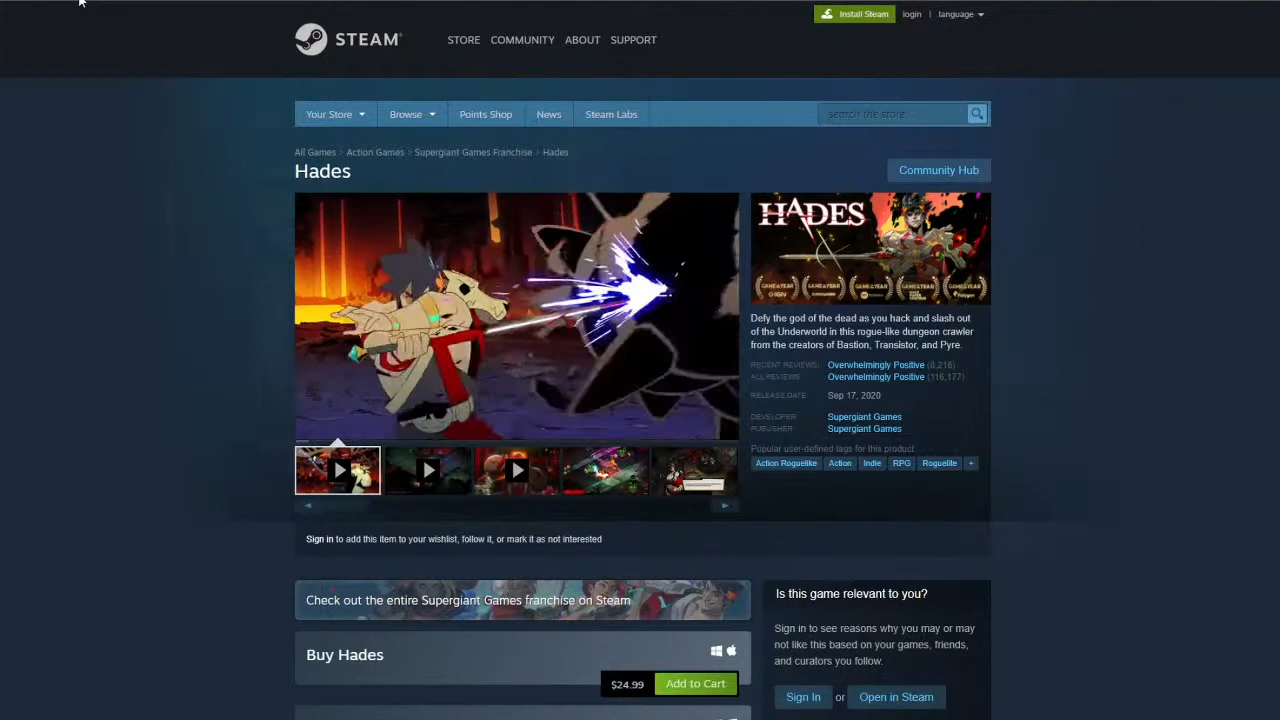 Install Steam
login | language
STEAM®
STORE COMMUNITY ABOUT SUPPORT
Your Store Browse Points Shop News Steam Labs search the store
All Games > Action Games > Supergiant Games Franchise > Hades
Hades
Community Hub
HADES
Defy the god of the dead as you hack and slash out
of the Underworld in this rogue-like dungeon crawler
from the creators of Bastion, Transistor, and Pyre.
RECENT REVIEWS: Overwhelmingly Positive (8,216)
ALL REVIEWS: Overwhelmingly Positive (116,177)
RELEASE DATE: Sep 17, 2020
DEVELOPER: Supergiant Games
PUBLISHER: Supergiant Games
Popular user-defined tags for this product:
Action Roguelike Action Indie RPG Roguelite +
Sign in to add this item to your wishlist, follow it, or mark it as not interested
Check out the entire Supergiant Games franchise on Steam
Buy Hades
$24.99 Add to Cart
Is this game relevant to you?
Sign in to see reasons why you may or may
not like this based on your games, friends,
and curators you follow.
Sign In or Open in Steam